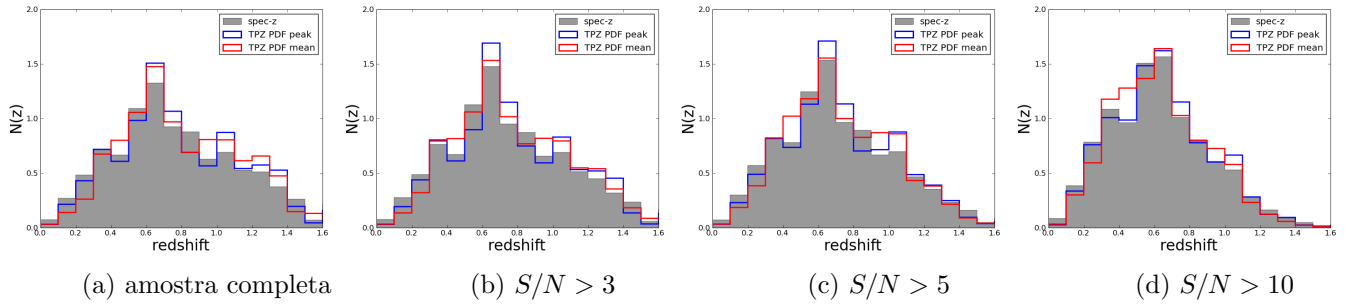 2.0
1.5
1.0
0.5
0.0
N(z)
spec-z
TPZ PDF peak
TPZ PDF mean
0.0 0.2 0.4 0.6 0.8 1.0 1.2 1.4 1.6
redshift
(a) amostra completa
2.0
1.5
1.0
0.5
0.0
N(z)
spec-z
TPZ PDF peak
TPZ PDF mean
0.0 0.2 0.4 0.6 0.8 1.0 1.2 1.4 1.6
redshift
(b) S/N > 3
2.0
1.5
1.0
0.5
0.0
N(z)
spec-z
TPZ PDF peak
TPZ PDF mean
0.0 0.2 0.4 0.6 0.8 1.0 1.2 1.4 1.6
redshift
(c) S/N > 5
2.0
1.5
1.0
0.5
0.0
N(z)
spec-z
TPZ PDF peak
TPZ PDF mean
0.0 0.2 0.4 0.6 0.8 1.0 1.2 1.4 1.6
redshift
(d) S/N > 10